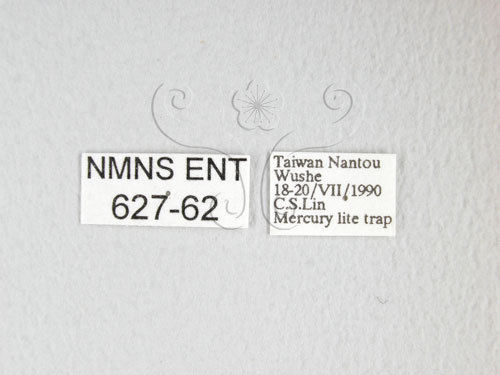 NMNS ENT
627-62
Taiwan Nantou
Wushe
18-20/VII/1990
C.S.Lin
Mercury lite trap